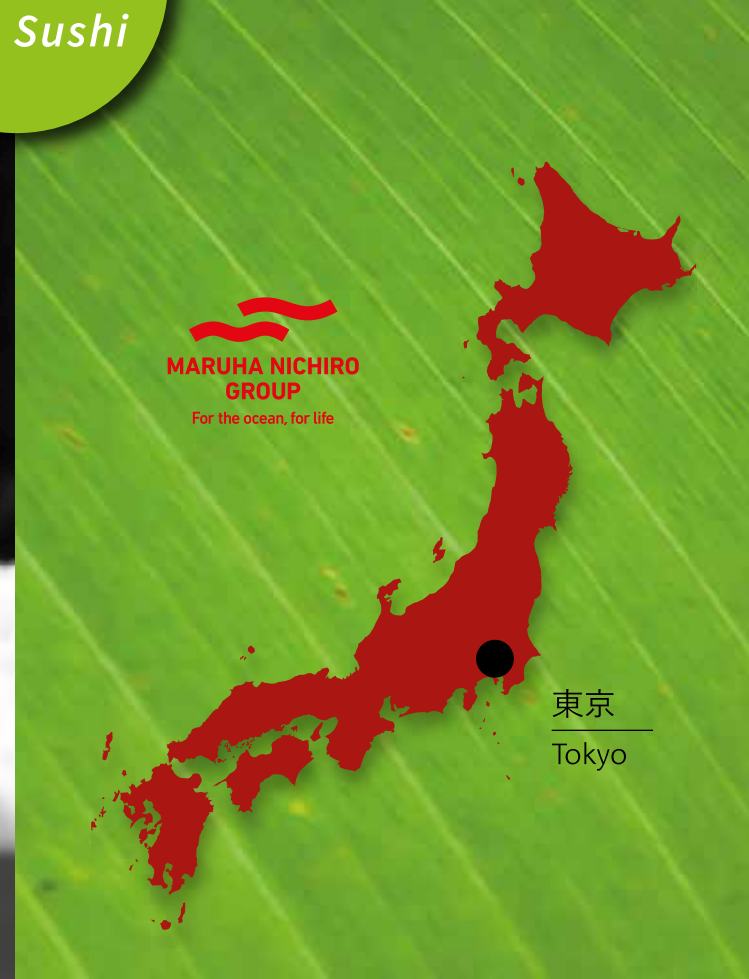 Sushi
MARUHA NICHIRO
GROUP
For the ocean, for life
東京
Tokyo